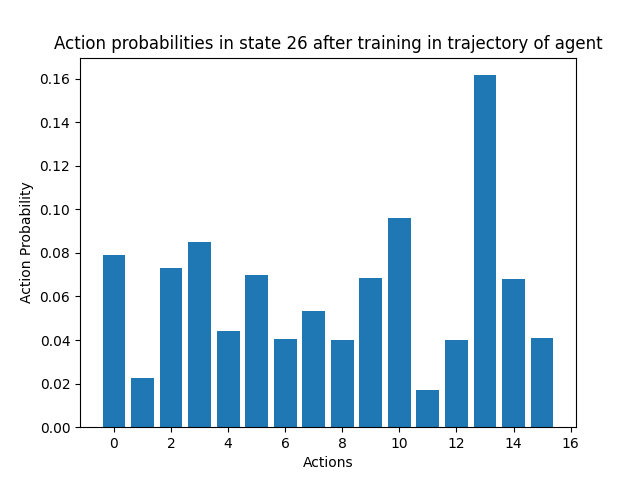 Action probabilities in state 26 after training in trajectory of agent
0.16
0.14
0.12
0.10
0.08
0.06
0.04
0.02
0.00
Action Probability
0 2 4 6 8 10 12 14 16
Actions